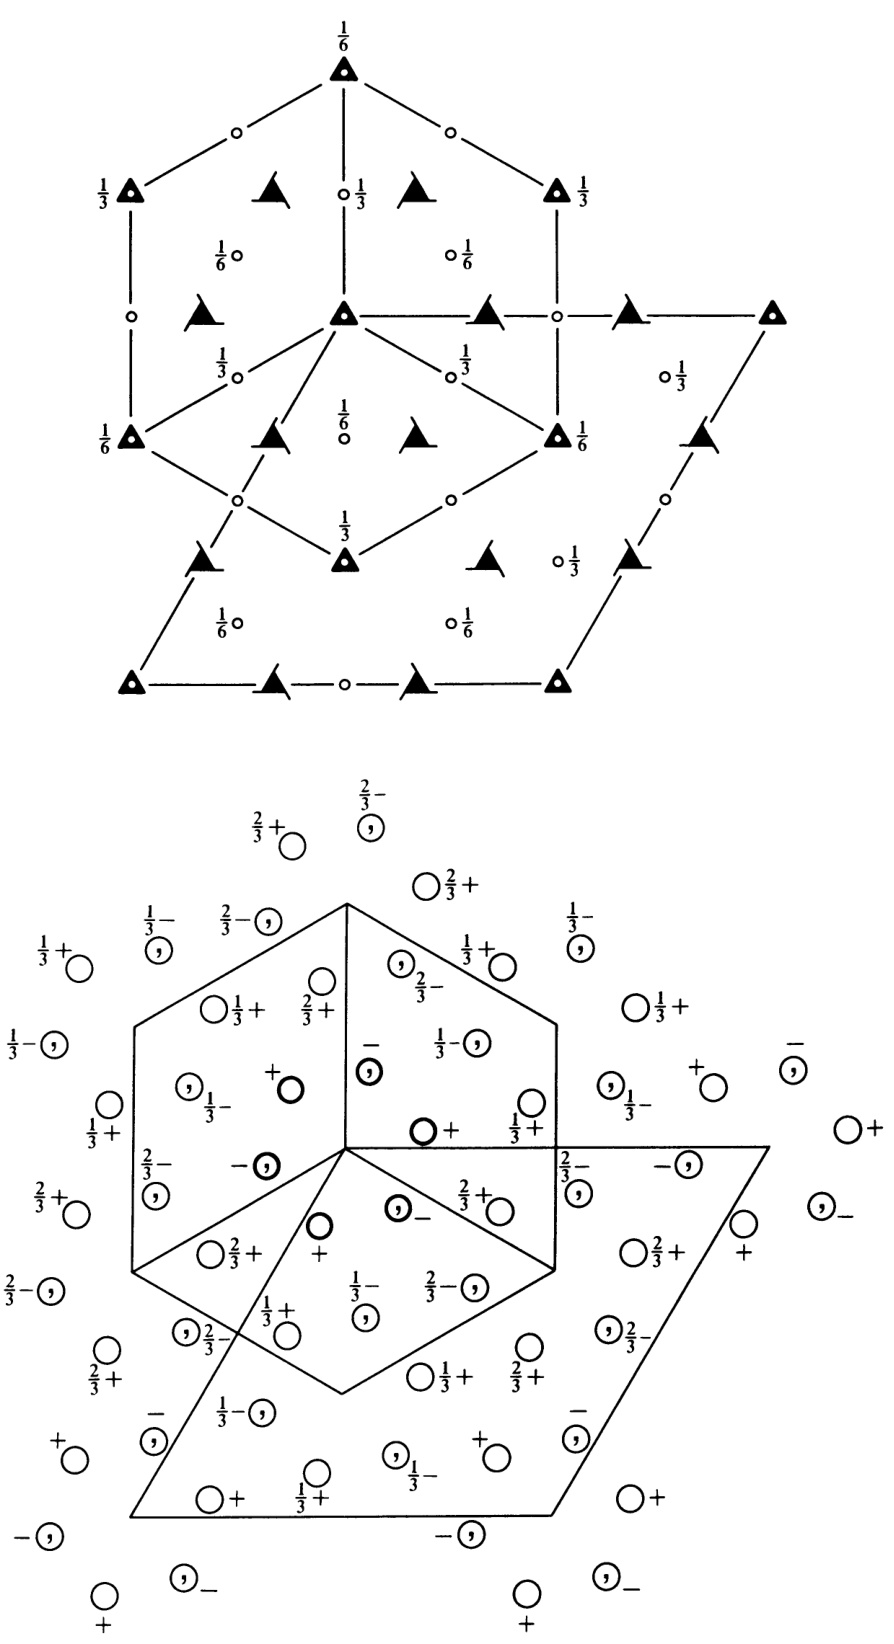 1/6
1/3 1/3 1/3
1/6 1/6
1/3 1/3 1/3
1/6
1/6 1/6
1/3
1/3
1/6 1/6
2/3−
2/3+
2/3+
1/3− 2/3− 1/3−
1/3+ 1/3+
2/3−
1/3+ 2/3+ 1/3+
1/3− − 1/3− −
+ +
1/3− 1/3−
1/3+ + 1/3+ +
2/3− − 2/3− −
2/3+ 2/3+
− −
2/3+ + 2/3+ +
2/3− 1/3− 2/3−
1/3+
2/3− 2/3−
2/3+ 1/3+ 2/3+
− 1/3− −
+ +
1/3−
+ 1/3+ +
− −
− −
+ +